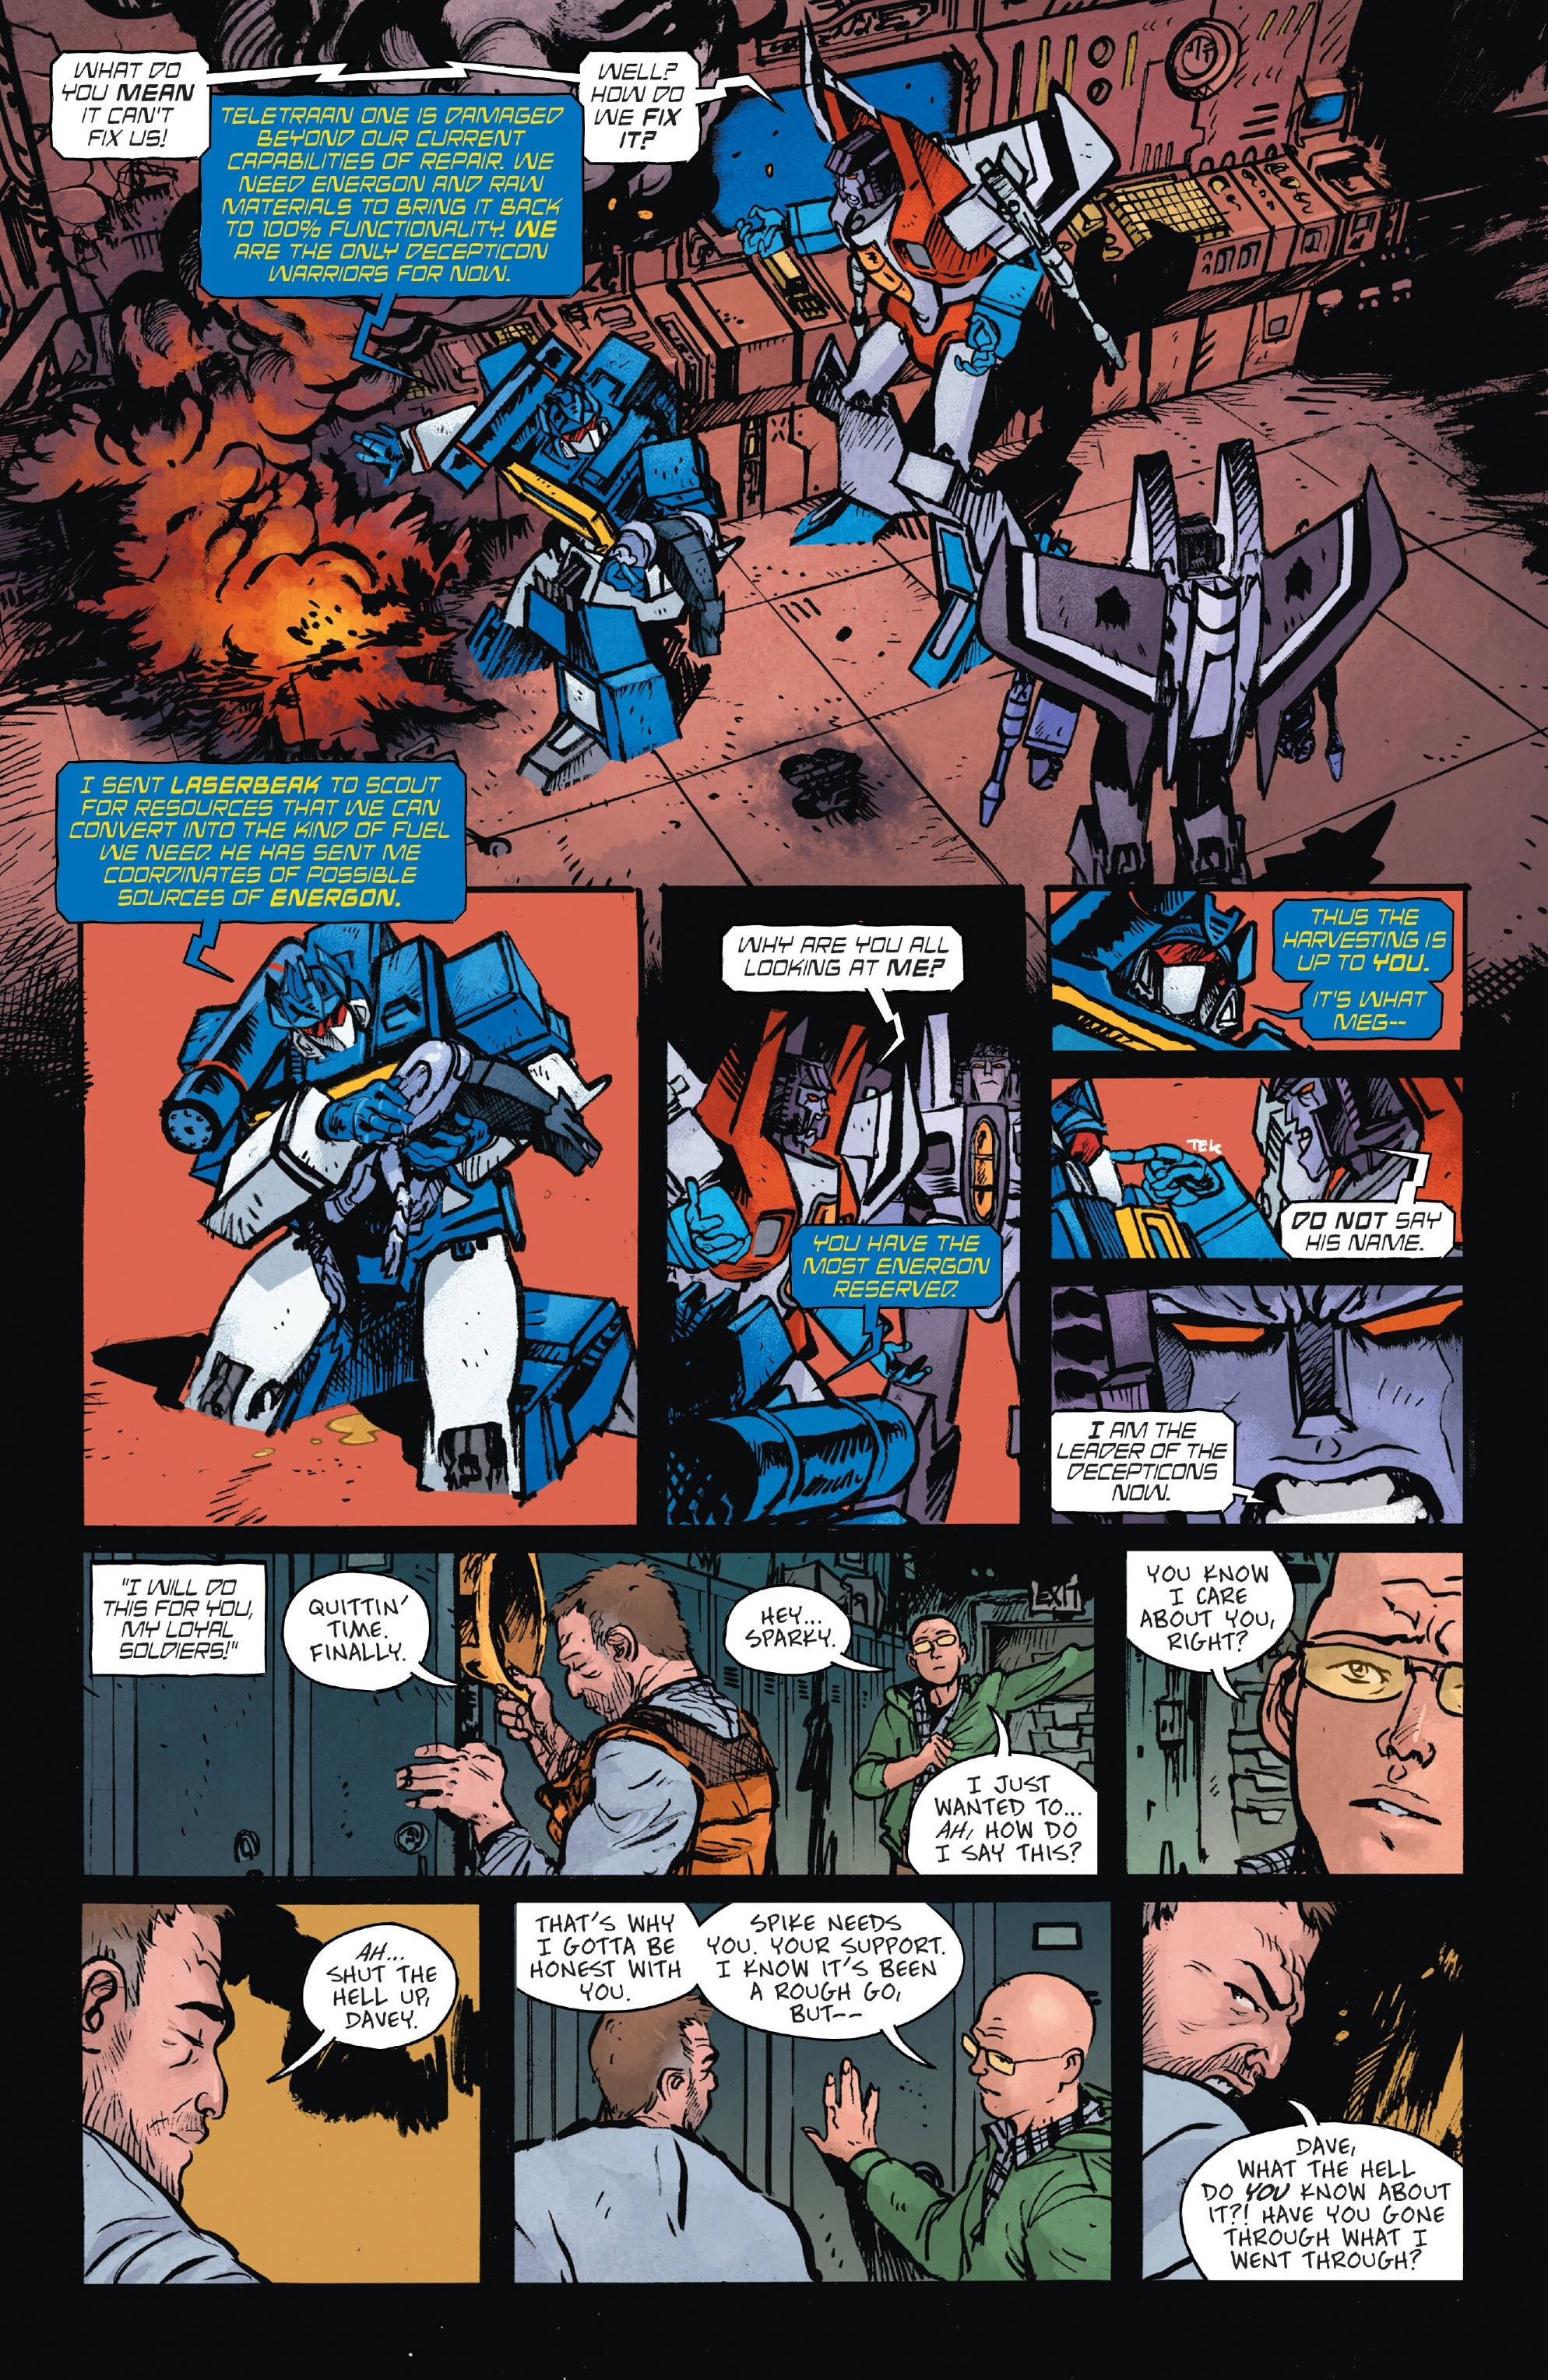 WHAT DO
YOU MEAN
IT CAN'T
FIX US!
TELETRAAN ONE IS DAMAGED
BEYOND OUR CURRENT
CAPABILITIES OF REPAIR. WE
NEED ENERGON AND RAW
MATERIALS TO BRING IT BACK
TO 100% FUNCTIONALITY. WE
ARE THE ONLY DECEPTICON
WARRIORS FOR NOW.
WELL?
HOW DO
WE FIX
IT?
I SENT LASERBEAK TO SCOUT
FOR RESOURCES THAT WE CAN
CONVERT INTO THE KIND OF FUEL
WE NEED. HE HAS SENT ME
COORDINATES OF POSSIBLE
SOURCES OF ENERGON.
WHY ARE YOU ALL
LOOKING AT ME?
YOU HAVE THE
MOST ENERGON
RESERVED.
THUS THE
HARVESTING IS
UP TO YOU.
IT'S WHAT
MEG--
TEK
DO NOT SAY
HIS NAME.
I AM THE
LEADER OF THE
DECEPTICONS
NOW.
"I WILL DO
THIS FOR YOU,
MY LOYAL
SOLDIERS!"
QUITTIN'
TIME.
FINALLY.
HEY...
SPARKY.
EXIT
I JUST
WANTED TO...
AH, HOW DO
I SAY THIS?
YOU KNOW
I CARE
ABOUT YOU,
RIGHT?
AH...
SHUT THE
HELL UP,
DAVEY.
THAT'S WHY
I GOTTA BE
HONEST WITH
YOU.
SPIKE NEEDS
YOU. YOUR SUPPORT.
I KNOW IT'S BEEN
A ROUGH GO,
BUT--
DAVE,
WHAT THE HELL
DO YOU KNOW ABOUT
IT?! HAVE YOU GONE
THROUGH WHAT I
WENT THROUGH?